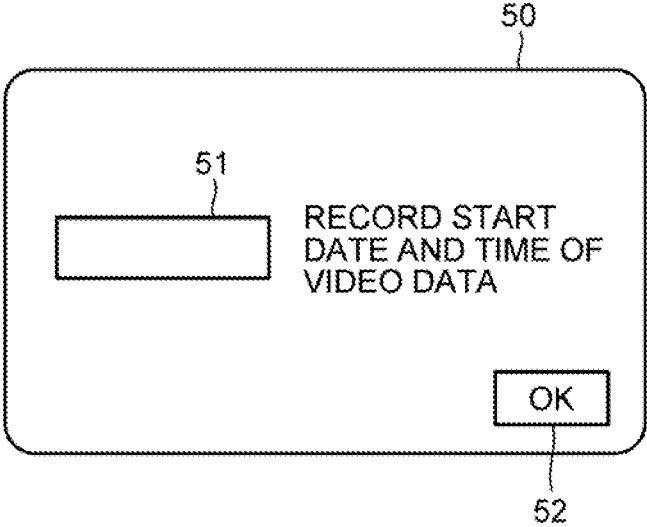 50
51
RECORD START
DATE AND TIME OF
VIDEO DATA
OK
52